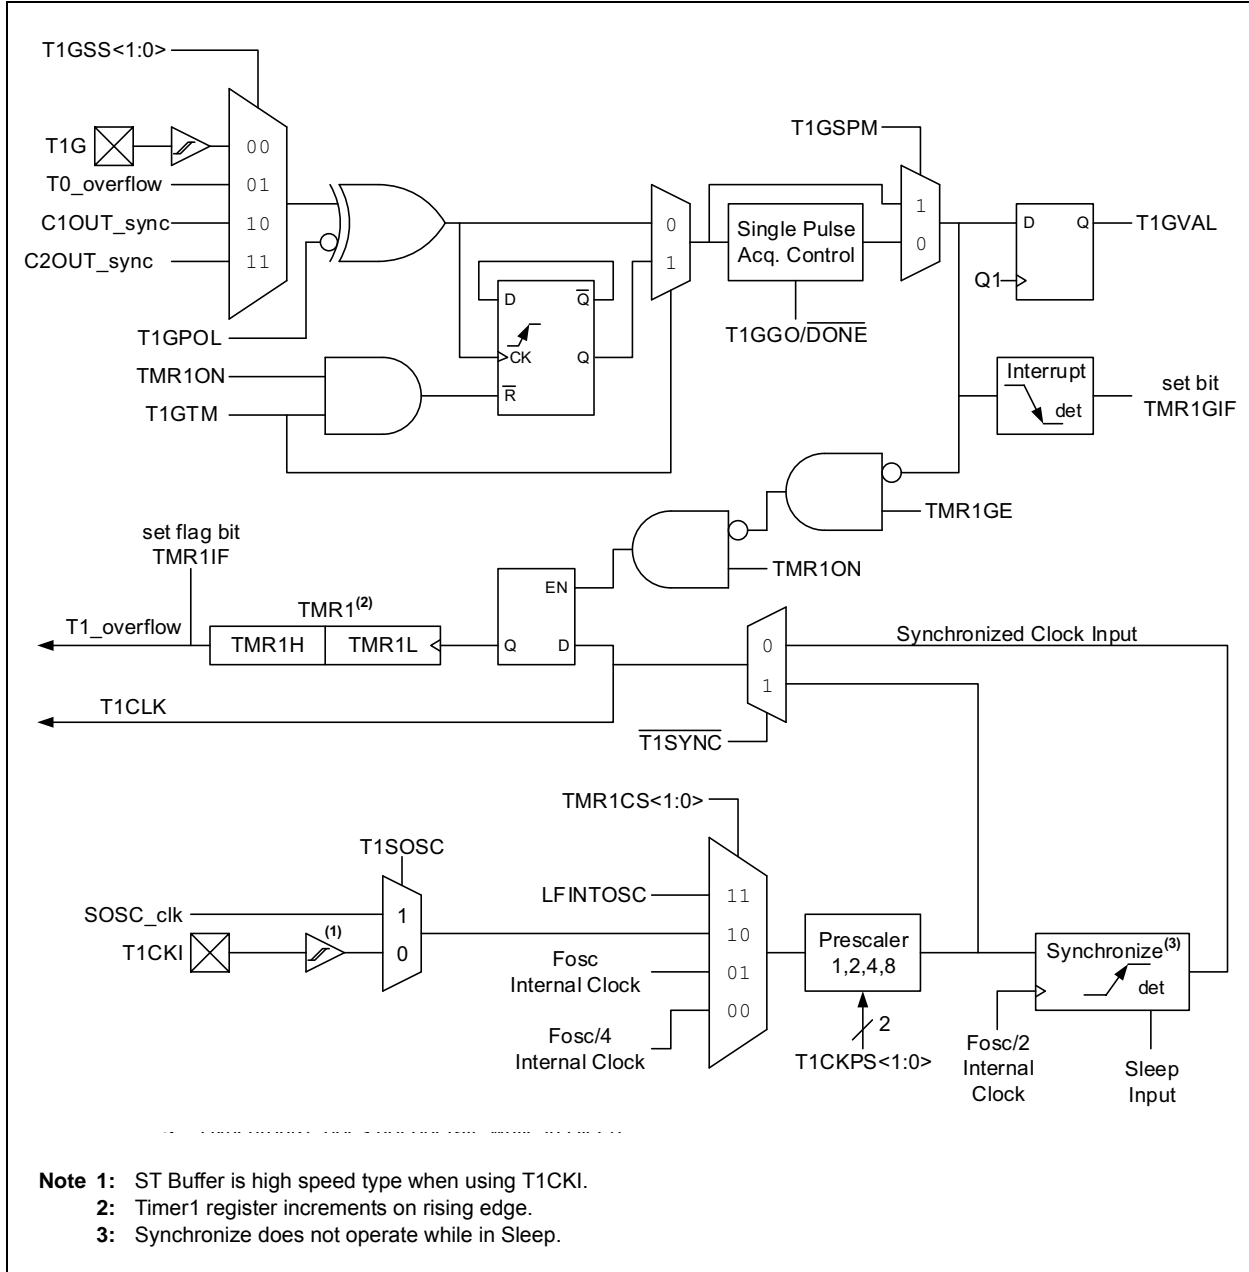 T1GSS<1:0>
T1G
00
T0_overflow
01
C1OUT_sync
10
C2OUT_sync
11
T1GPOL
TMR1ON
T1GTM
D
Q
CK
Q
R
0
1
T1GSPM
Single Pulse
Acq. Control
T1GGO/DONE
1
0
D
Q
Q1
T1GVAL
Interrupt
det
set bit
TMR1GIF
TMR1GE
TMR1ON
set flag bit
TMR1IF
TMR1(2)
T1_overflow
TMR1H
TMR1L
EN
Q
D
T1CLK
0
1
Synchronized Clock Input
T1SYNC
TMR1CS<1:0>
T1SOSC
SOSC_clk
1
T1CKI
(1)
0
LFINTOSC
11
10
Fosc
Internal Clock
01
Fosc/4
Internal Clock
00
Prescaler
1,2,4,8
2
T1CKPS<1:0>
Synchronize(3)
det
Fosc/2
Internal
Clock
Sleep
Input
Note 1: ST Buffer is high speed type when using T1CKI.
2: Timer1 register increments on rising edge.
3: Synchronize does not operate while in Sleep.